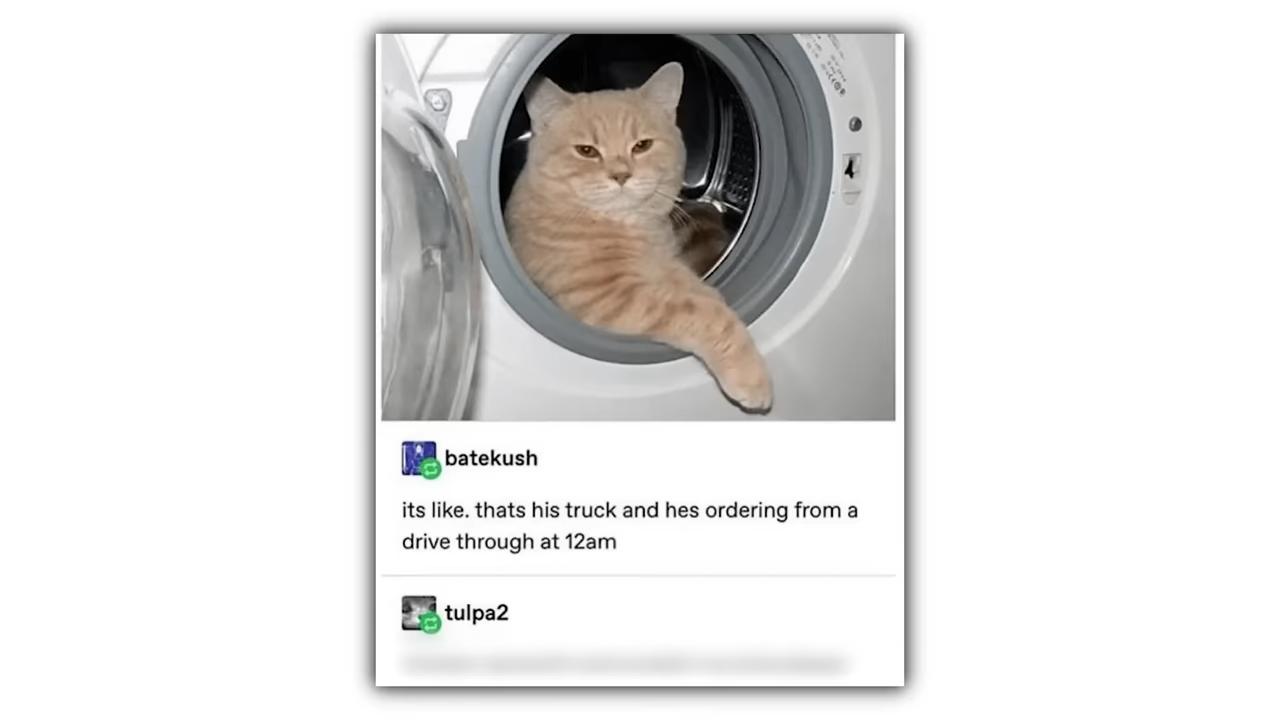 batekush
its like. thats his truck and hes ordering from a
drive through at 12am
tulpa2